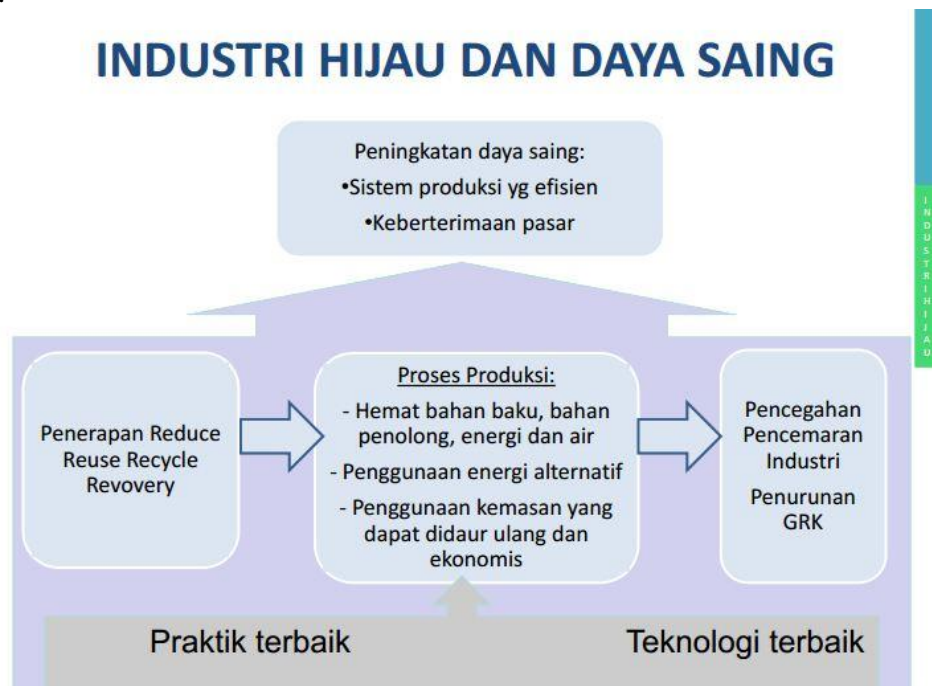 INDUSTRI HIJAU DAN DAYA SAING
Peningkatan daya saing:
•Sistem produksi yg efisien
•Keberterimaan pasar
Penerapan Reduce
Reuse Recycle
Revovery
Proses Produksi:
- Hemat bahan baku, bahan
penolong, energi dan air
- Penggunaan energi alternatif
- Penggunaan kemasan yang
dapat didaur ulang dan
ekonomis
Pencegahan
Pencemaran
Industri
Penurunan
GRK
Praktik terbaik
Teknologi terbaik
INDUSTRI HIJAU